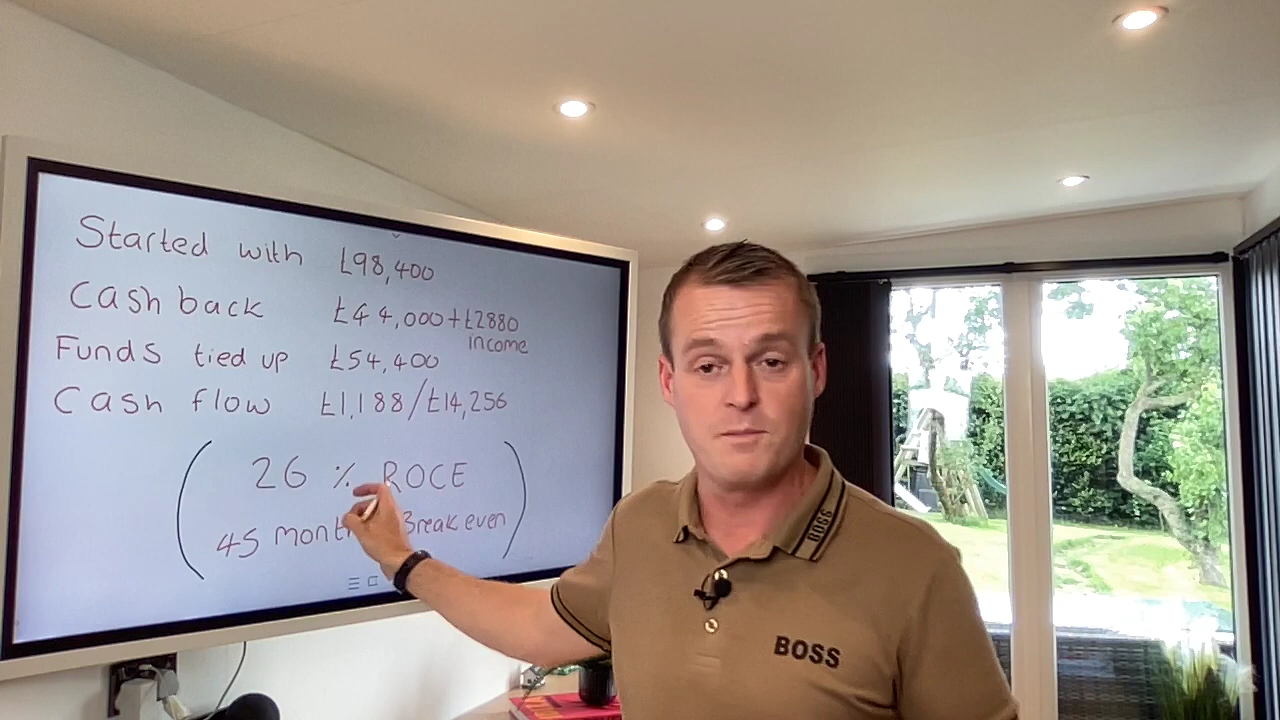 Started with £98,400
Cash back £44,000+£2880
income
Funds tied up £54,400
Cash flow £1,188/£14,256
26 % ROCE
45 mont Break even
BOSS
BOSS